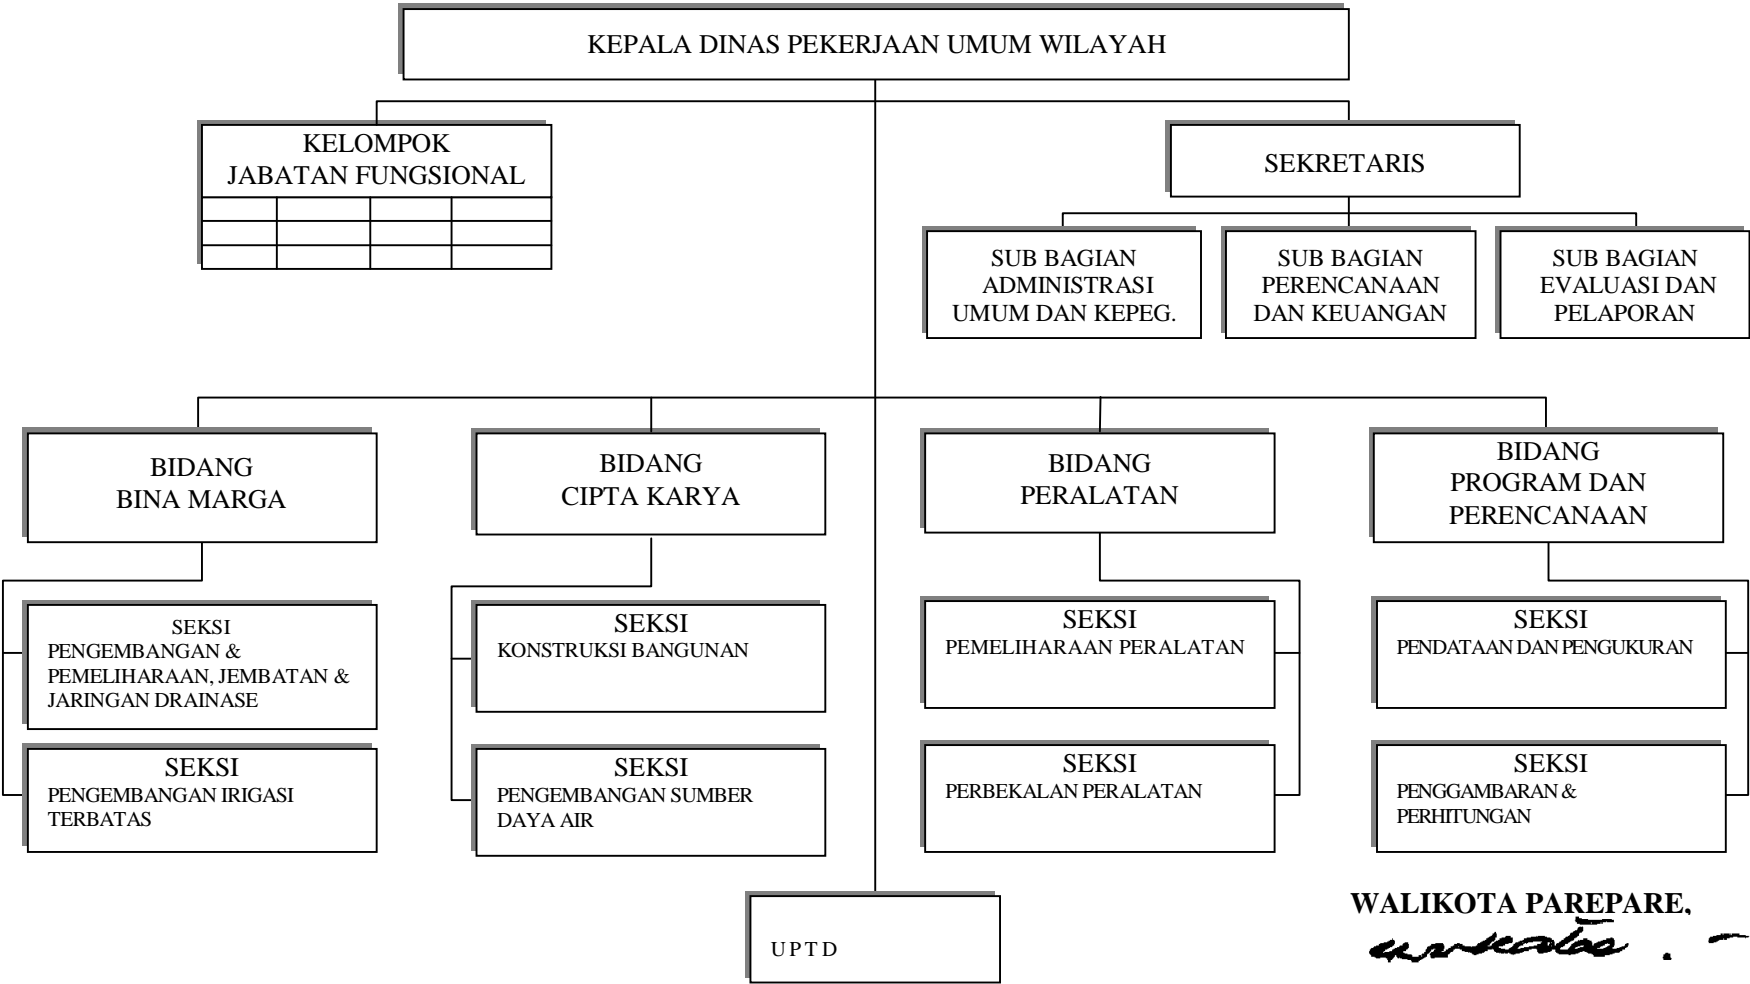 KEPALA DINAS PEKERJAAN UMUM WILAYAH
KELOMPOK
JABATAN FUNGSIONAL
SEKRETARIS
SUB BAGIAN
ADMINISTRASI
UMUM DAN KEPEG.
SUB BAGIAN
PERENCANAAN
DAN KEUANGAN
SUB BAGIAN
EVALUASI DAN
PELAPORAN
BIDANG
BINA MARGA
BIDANG
CIPTA KARYA
BIDANG
PERALATAN
BIDANG
PROGRAM DAN
PERENCANAAN
SEKSI
PENGEMBANGAN &
PEMELIHARAAN, JEMBATAN &
JARINGAN DRAINASE
SEKSI
KONSTRUKSI BANGUNAN
SEKSI
PEMELIHARAAN PERALATAN
SEKSI
PENDATAAN DAN PENGUKURAN
SEKSI
PENGEMBANGAN IRIGASI
TERBATAS
SEKSI
PENGEMBANGAN SUMBER
DAYA AIR
SEKSI
PERBEKALAN PERALATAN
SEKSI
PENGGAMBARAN &
PERHITUNGAN
UPTD
WALIKOTA PAREPARE,